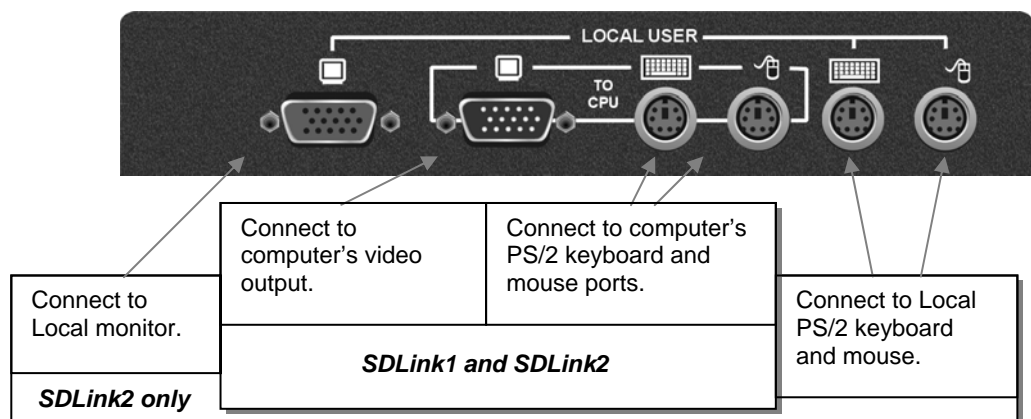 LOCAL USER
TO
CPU
Connect to
computer's video
output.
Connect to computer's
PS/2 keyboard and
mouse ports.
Connect to
Local monitor.
Connect to Local
PS/2 keyboard
and mouse.
SDLink1 and SDLink2
SDLink2 only